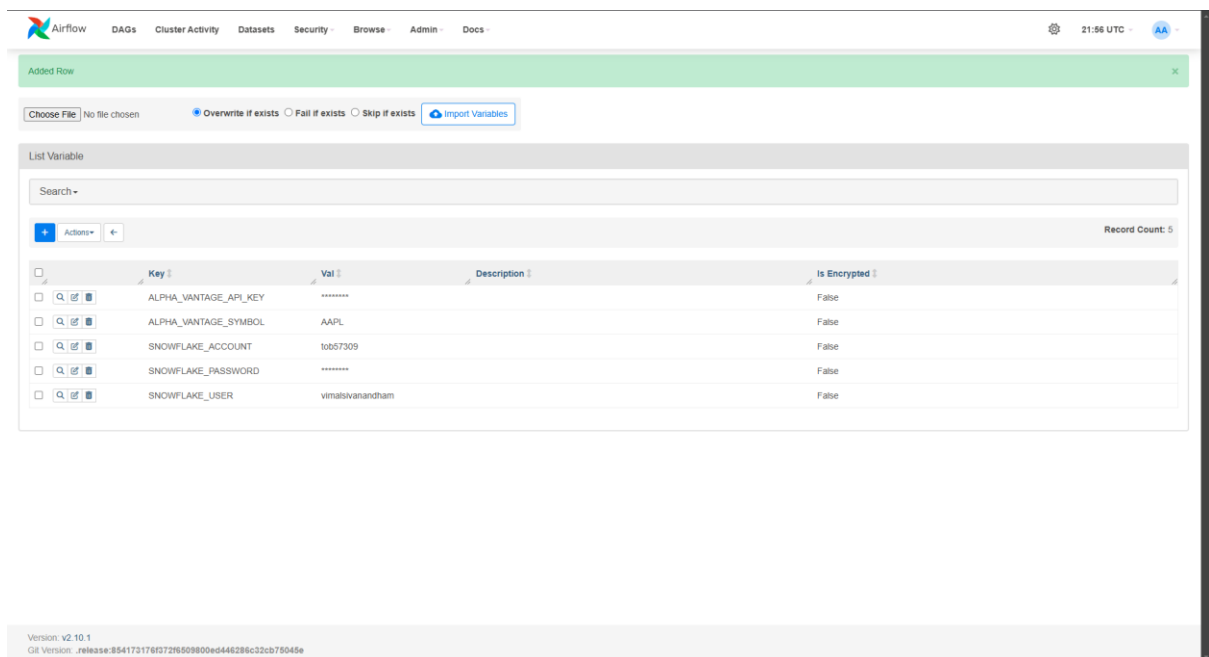 Airflow DAGs Cluster Activity Datasets Security Browse Admin Docs 21:56 UTC AA
Added Row ×
Choose File No file chosen Overwrite if exists Fail if exists Skip if exists Import Variables
List Variable
Search
+ Actions ← Record Count: 5
Key Val Description Is Encrypted
ALPHA_VANTAGE_API_KEY ******** False
ALPHA_VANTAGE_SYMBOL AAPL False
SNOWFLAKE_ACCOUNT tob57309 False
SNOWFLAKE_PASSWORD ******** False
SNOWFLAKE_USER vimalsivanandham False
Version: v2.10.1
Git Version: .release:854173176f372f6509800ed446286c32cb75045e